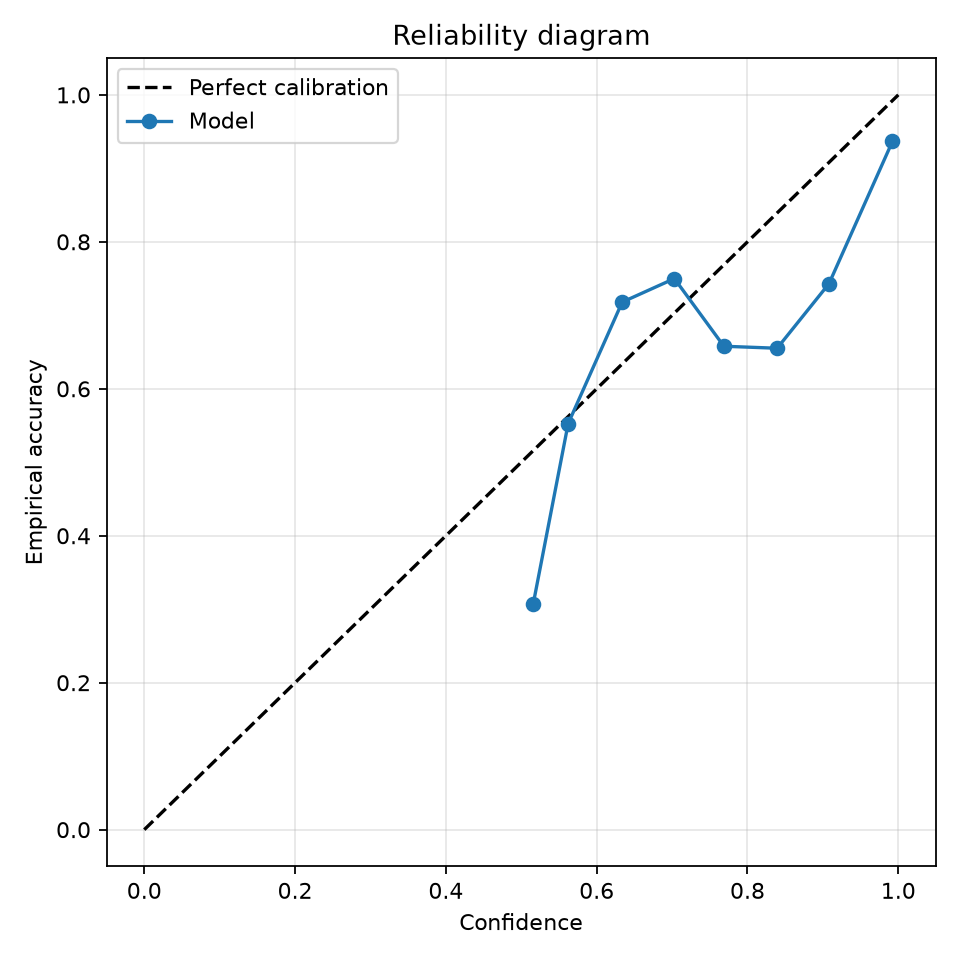 Reliability diagram
Perfect calibration
Model
1.0
0.8
0.6
0.4
0.2
0.0
Empirical accuracy
0.0 0.2 0.4 0.6 0.8 1.0
Confidence